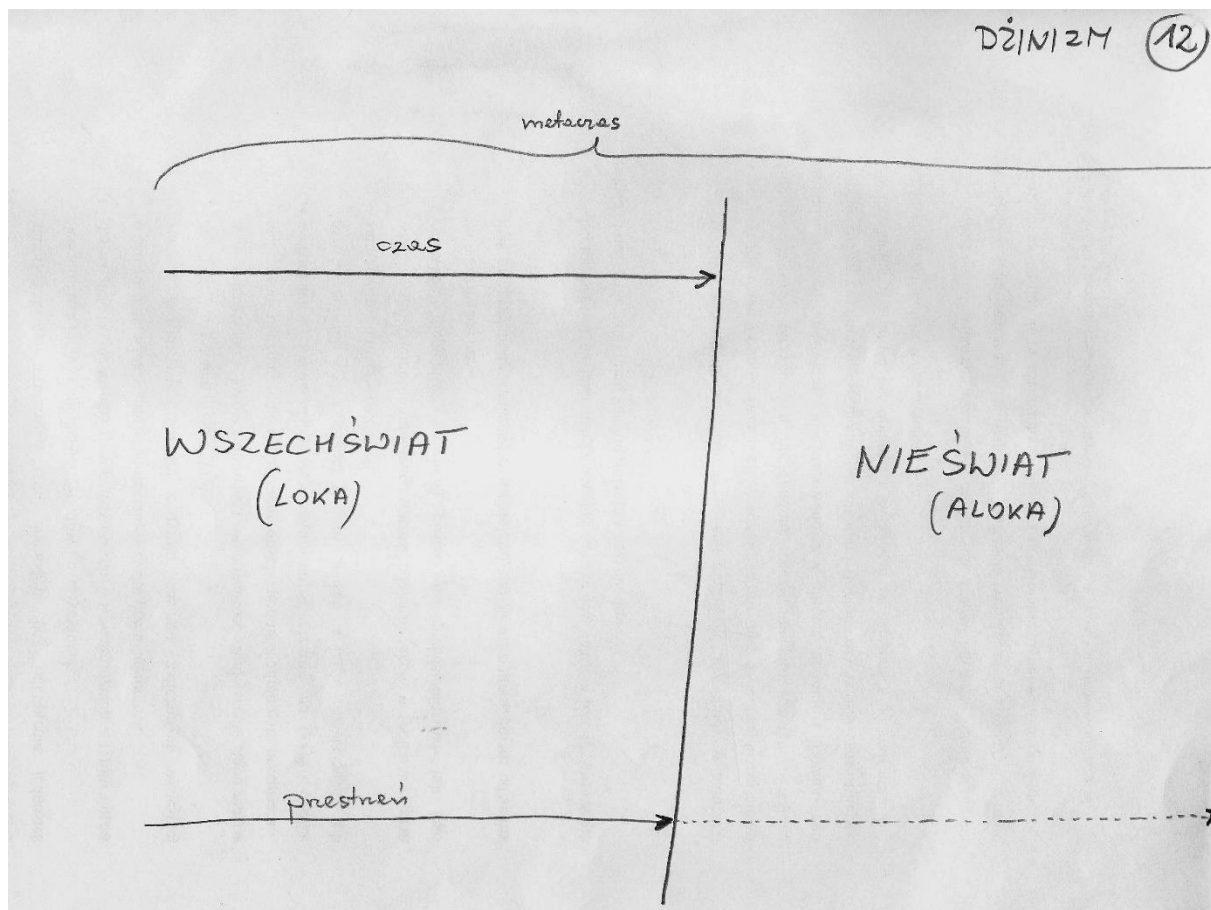 DŻINIZM 12
metaczas
czas
WSZECHŚWIAT
(LOKA)
NIEŚWIAT
(ALOKA)
przestrzeń